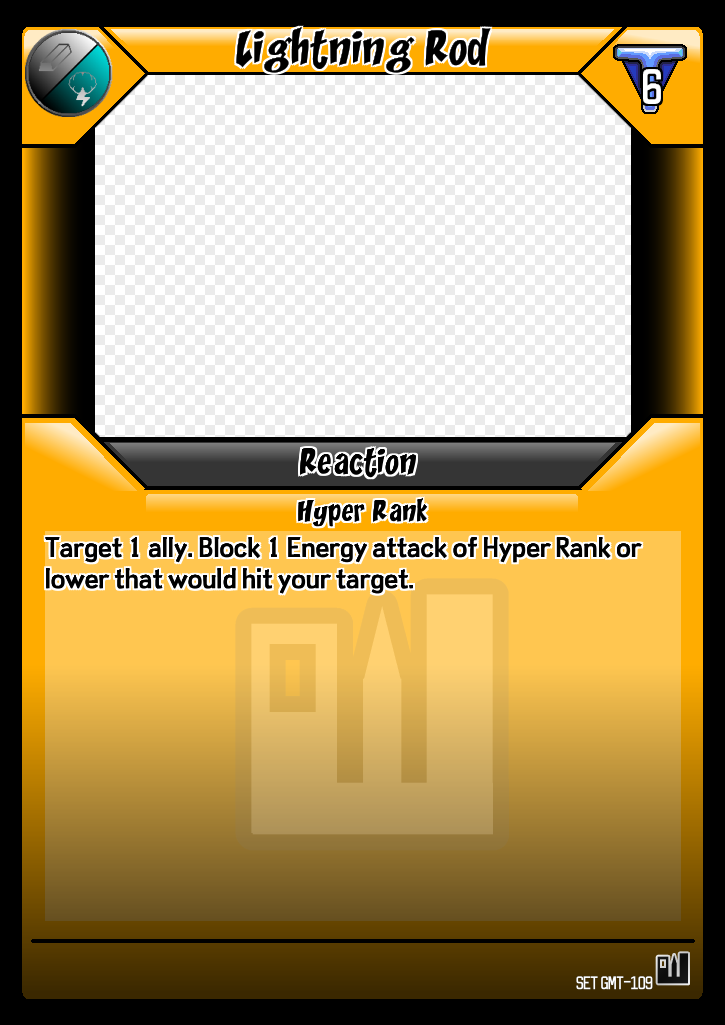 Lightning Rod
6
Reaction
Hyper Rank
Target 1 ally. Block 1 Energy attack of Hyper Rank or
lower that would hit your target.
SET GMT-109